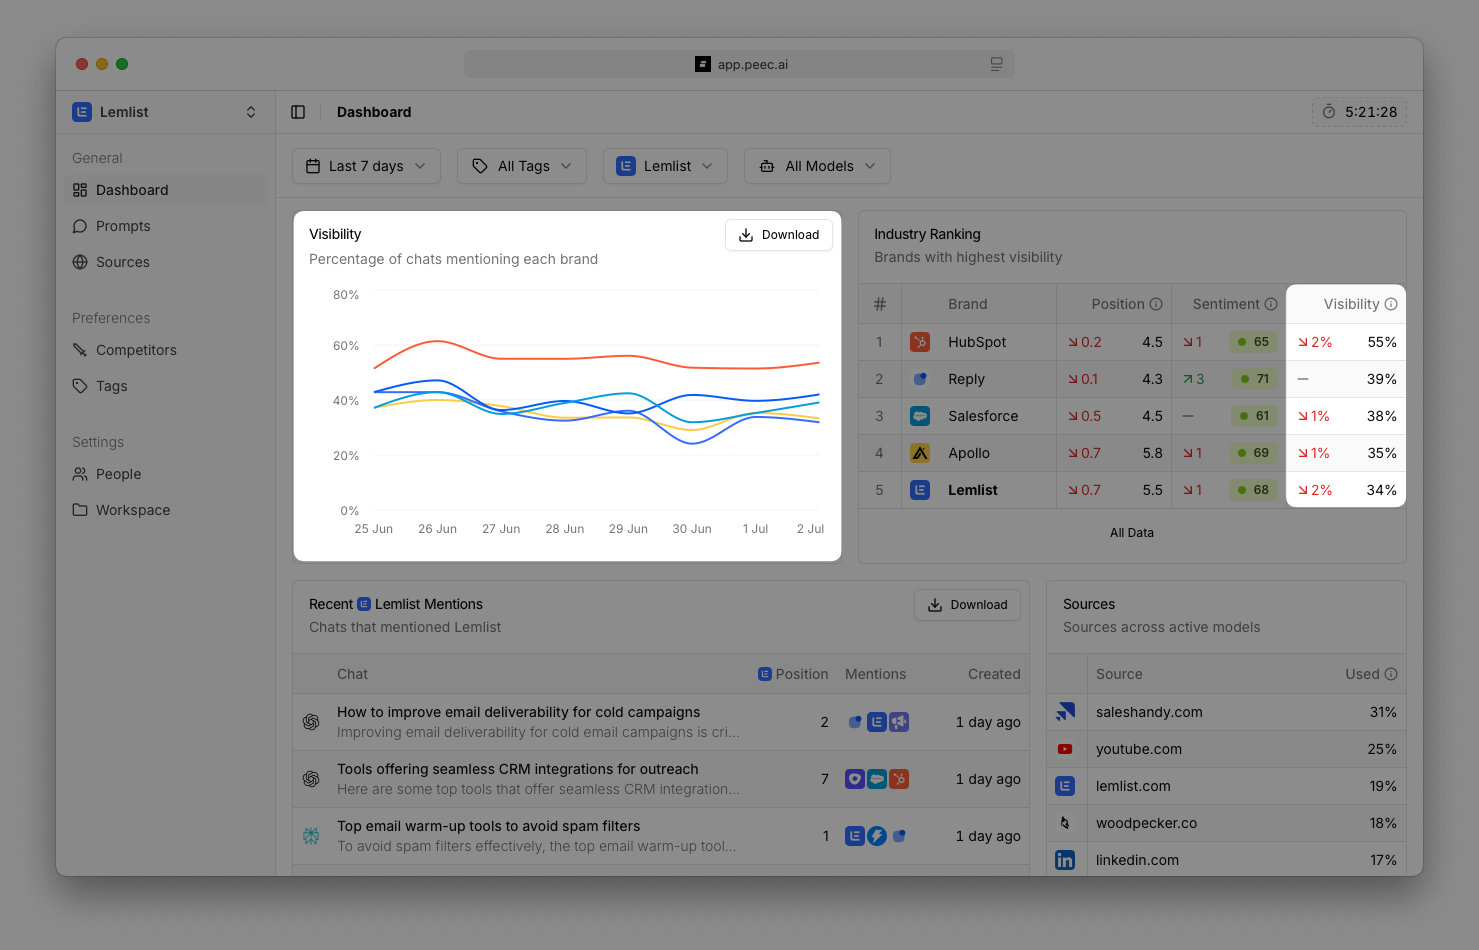 app.peec.ai
Lemlist
Dashboard
5:21:28
General
Dashboard
Prompts
Sources
Preferences
Competitors
Tags
Settings
People
Workspace
Last 7 days
All Tags
Lemlist
All Models
Visibility
Download
Percentage of chats mentioning each brand
80%
60%
40%
20%
0%
25 Jun 26 Jun 27 Jun 28 Jun 29 Jun 30 Jun 1 Jul 2 Jul
Industry Ranking
Brands with highest visibility
# Brand Position Sentiment Visibility
1 HubSpot 0.2 4.5 1 65 2% 55%
2 Reply 0.1 4.3 3 71 — 39%
3 Salesforce 0.5 4.5 — 61 1% 38%
4 Apollo 0.7 5.8 1 69 1% 35%
5 Lemlist 0.7 5.5 1 68 2% 34%
All Data
Recent Lemlist Mentions
Download
Chats that mentioned Lemlist
Chat Position Mentions Created
How to improve email deliverability for cold campaigns
Improving email deliverability for cold email campaigns is cri...
2 1 day ago
Tools offering seamless CRM integrations for outreach
Here are some top tools that offer seamless CRM integration...
7 1 day ago
Top email warm-up tools to avoid spam filters
To avoid spam filters effectively, the top email warm-up tool...
1 1 day ago
Sources
Sources across active models
Source Used
saleshandy.com 31%
youtube.com 25%
lemlist.com 19%
woodpecker.co 18%
linkedin.com 17%